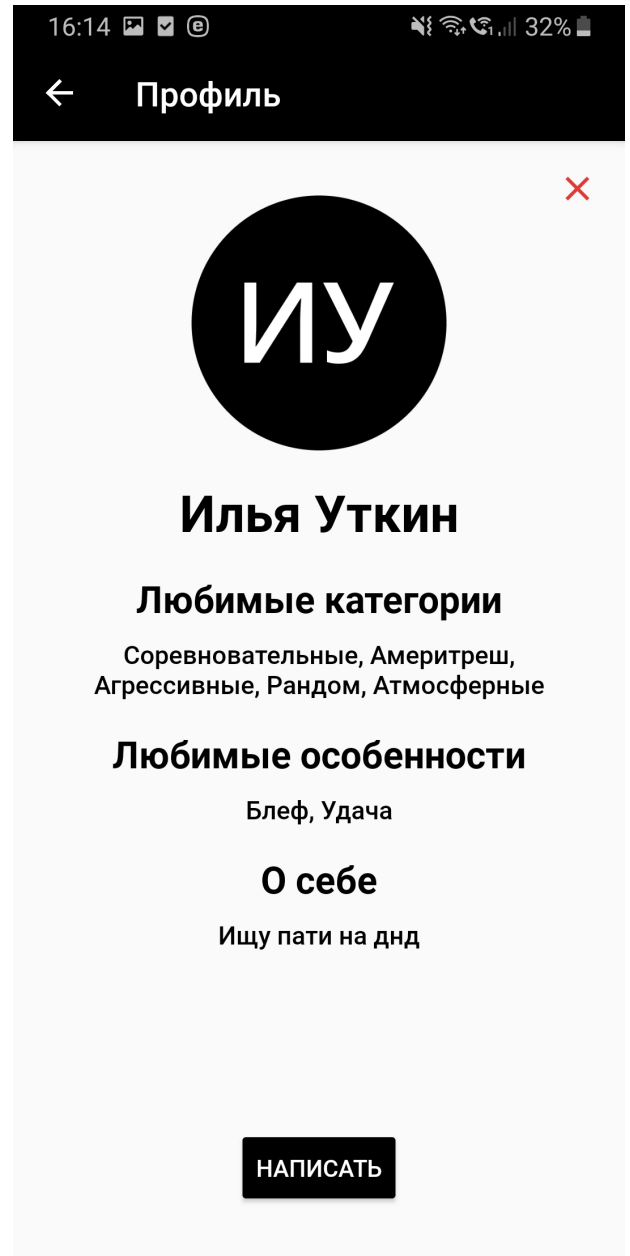 16:14 32%
Профиль
ИУ
Илья Уткин
Любимые категории
Соревновательные, Америтреш,
Агрессивные, Рандом, Атмосферные
Любимые особенности
Блеф, Удача
О себе
Ищу пати на днд
НАПИСАТЬ